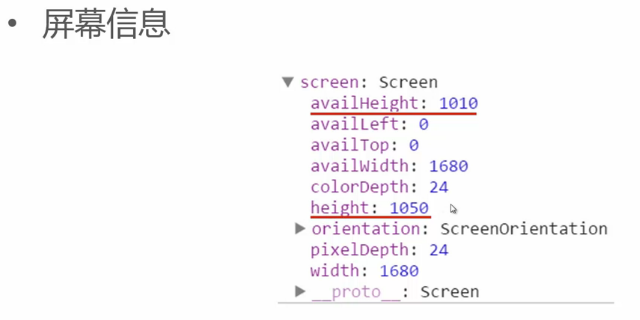 • 屏幕信息
▼ screen: Screen
availHeight: 1010
availLeft: 0
availTop: 0
availWidth: 1680
colorDepth: 24
height: 1050
▶ orientation: ScreenOrientation
pixelDepth: 24
width: 1680
▶ __proto__: Screen